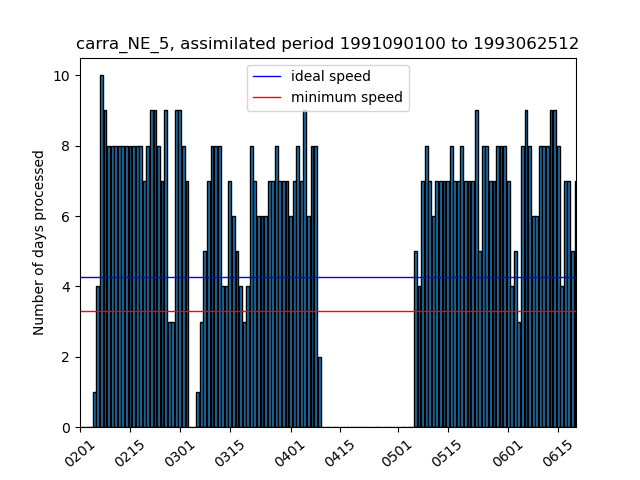 carra_NE_5, assimilated period 1991090100 to 1993062512
ideal speed
minimum speed
Number of days processed
10
8
6
4
2
0
0201 0215 0301 0315 0401 0415 0501 0515 0601 0615